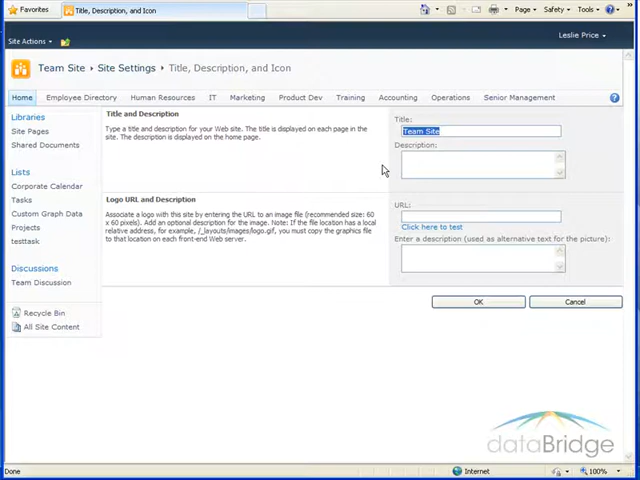 Favorites
Title, Description, and Icon
Page
Safety
Tools
Site Actions
Leslie Price
Team Site
Site Settings
Title, Description, and Icon
Home
Employee Directory
Human Resources
IT
Marketing
Product Dev
Training
Accounting
Operations
Senior Management
Libraries
Site Pages
Shared Documents
Lists
Corporate Calendar
Tasks
Custom Graph Data
Projects
testtask
Discussions
Team Discussion
Recycle Bin
All Site Content
Title and Description
Type a title and description for your Web site. The title is displayed on each page in the
site. The description is displayed on the home page.
Title:
Team Site
Description:
Logo URL and Description
Associate a logo with this site by entering the URL to an image file (recommended size: 60
x 60 pixels). Add an optional description for the image. Note: If the file location has a local
relative address, for example, /_layouts/images/logo.gif, you must copy the graphics file
to that location on each front-end Web server.
URL:
Click here to test
Enter a description (used as alternative text for the picture):
OK
Cancel
dataBridge
Done
Internet
100%